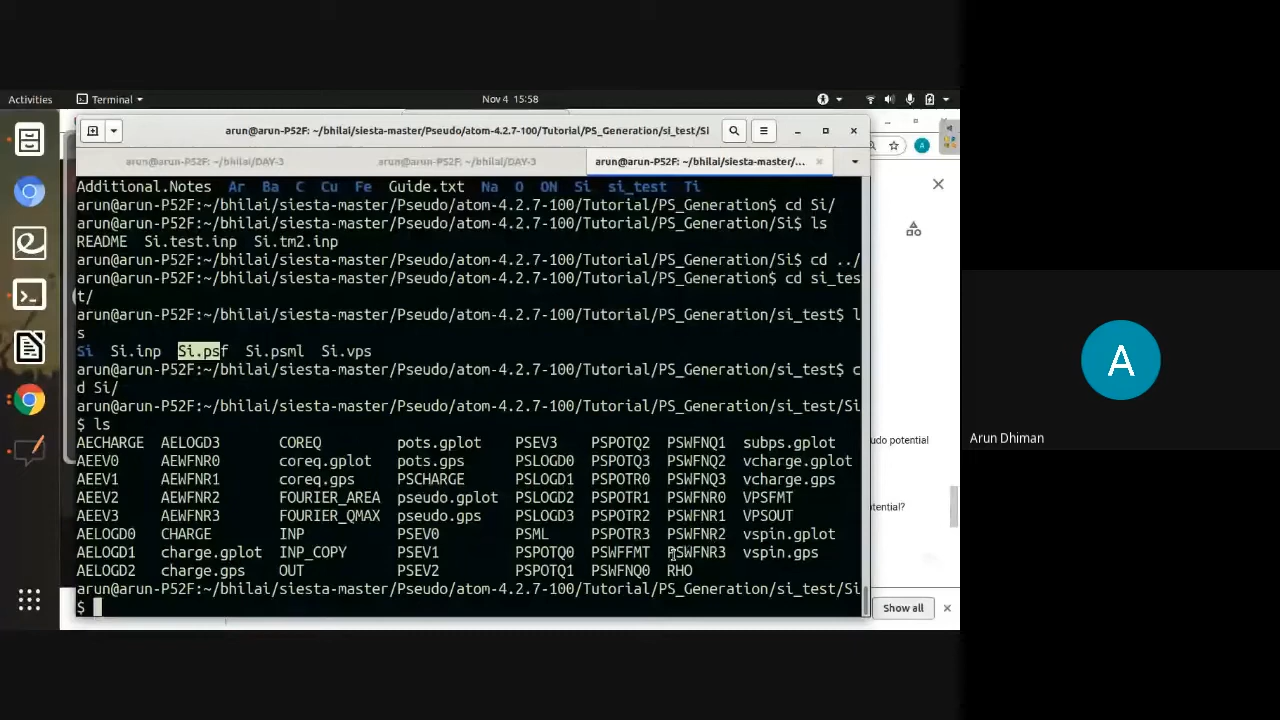 Activities Terminal Nov 4 15:58
arun@arun-P52F: ~/bhilai/siesta-master/Pseudo/atom-4.2.7-100/Tutorial/PS_Generation/si_test/Si
arun@arun-P52F: ~/bhilai/DAY-3 arun@arun-P52F: ~/bhilai/DAY-3 arun@arun-P52F: ~/bhilai/siesta-master/...
Additional.Notes Ar Ba C Cu Fe Guide.txt Na O ON Si si_test Ti
arun@arun-P52F:~/bhilai/siesta-master/Pseudo/atom-4.2.7-100/Tutorial/PS_Generation$ cd Si/
arun@arun-P52F:~/bhilai/siesta-master/Pseudo/atom-4.2.7-100/Tutorial/PS_Generation/Si$ ls
README Si.test.inp Si.tm2.inp
arun@arun-P52F:~/bhilai/siesta-master/Pseudo/atom-4.2.7-100/Tutorial/PS_Generation/Si$ cd ../
arun@arun-P52F:~/bhilai/siesta-master/Pseudo/atom-4.2.7-100/Tutorial/PS_Generation$ cd si_tes
t/
arun@arun-P52F:~/bhilai/siesta-master/Pseudo/atom-4.2.7-100/Tutorial/PS_Generation/si_test$ l
s
Si Si.inp Si.psf Si.psml Si.vps
arun@arun-P52F:~/bhilai/siesta-master/Pseudo/atom-4.2.7-100/Tutorial/PS_Generation/si_test$ c
d Si/
arun@arun-P52F:~/bhilai/siesta-master/Pseudo/atom-4.2.7-100/Tutorial/PS_Generation/si_test/Si
$ ls
AECHARGE AELOGD3 COREQ pots.gplot PSEV3 PSPOTQ2 PSWFNQ1 subps.gplot
AEEV0 AEWFNR0 coreq.gplot pots.gps PSLOGD0 PSPOTQ3 PSWFNQ2 vcharge.gplot
AEEV1 AEWFNR1 coreq.gps PSCHARGE PSLOGD1 PSPOTR0 PSWFNQ3 vcharge.gps
AEEV2 AEWFNR2 FOURIER_AREA pseudo.gplot PSLOGD2 PSPOTR1 PSWFNR0 VPSFMT
AEEV3 AEWFNR3 FOURIER_QMAX pseudo.gps PSLOGD3 PSPOTR2 PSWFNR1 VPSOUT
AELOGD0 CHARGE INP PSEV0 PSML PSPOTR3 PSWFNR2 vspin.gplot
AELOGD1 charge.gplot INP_COPY PSEV1 PSPOTQ0 PSWFFMT PSWFNR3 vspin.gps
AELOGD2 charge.gps OUT PSEV2 PSPOTQ1 PSWFNQ0 RHO
arun@arun-P52F:~/bhilai/siesta-master/Pseudo/atom-4.2.7-100/Tutorial/PS_Generation/si_test/Si
$
A
udo potential
tential?
Show all
A
Arun Dhiman